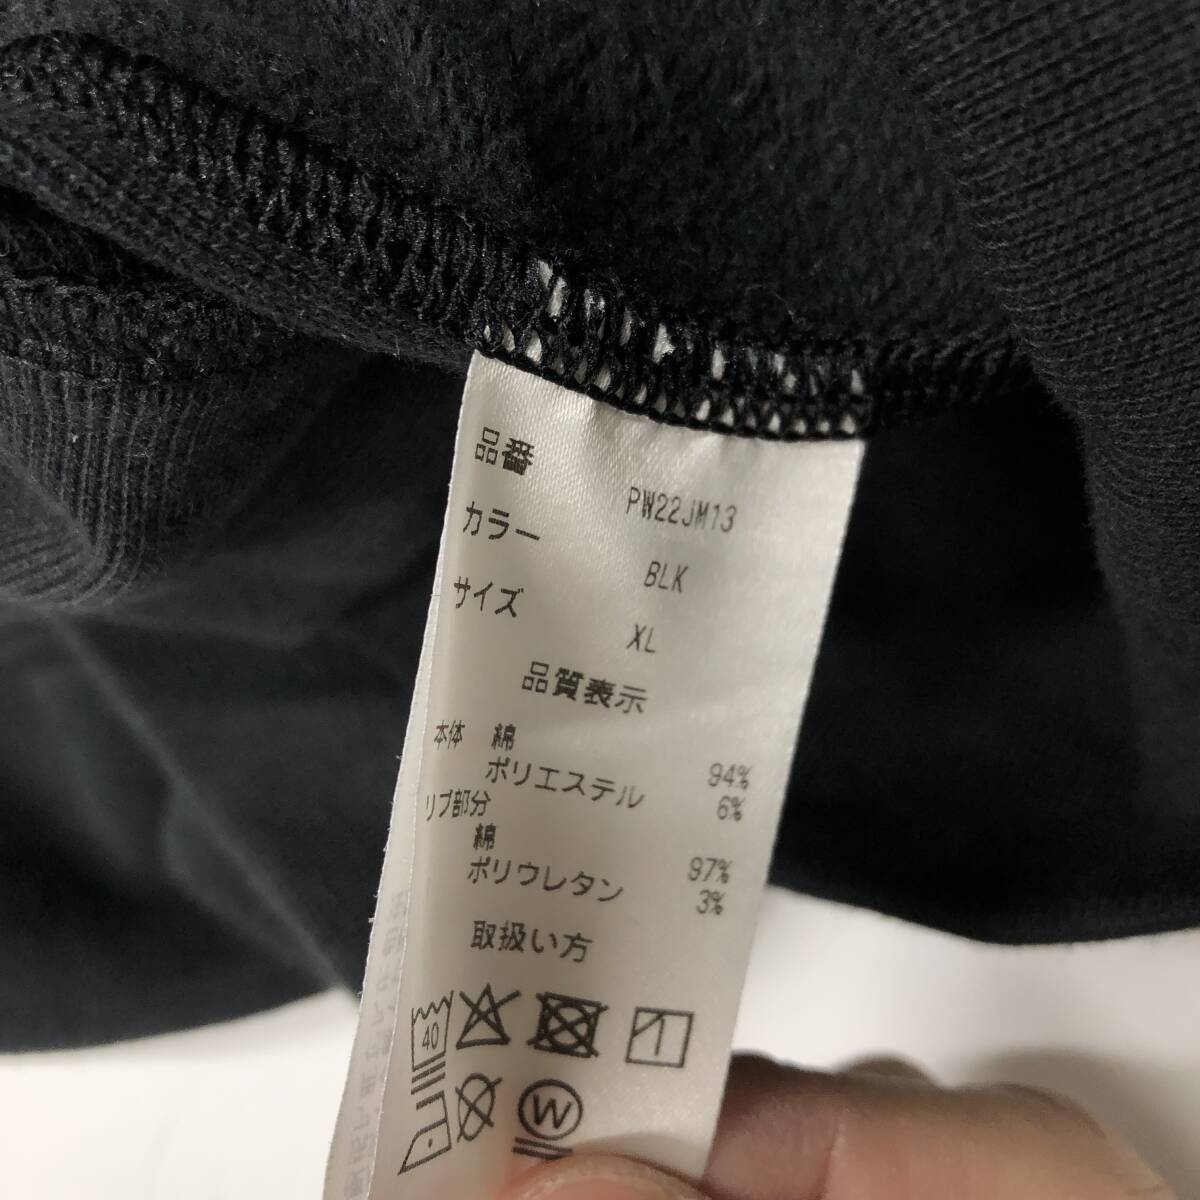 品番 PW22JM13
カラー BLK
サイズ XL
品質表示
本体 綿 94%
ポリエステル 6%
リブ部分
綿 97%
ポリウレタン 3%
取扱い方
40
W